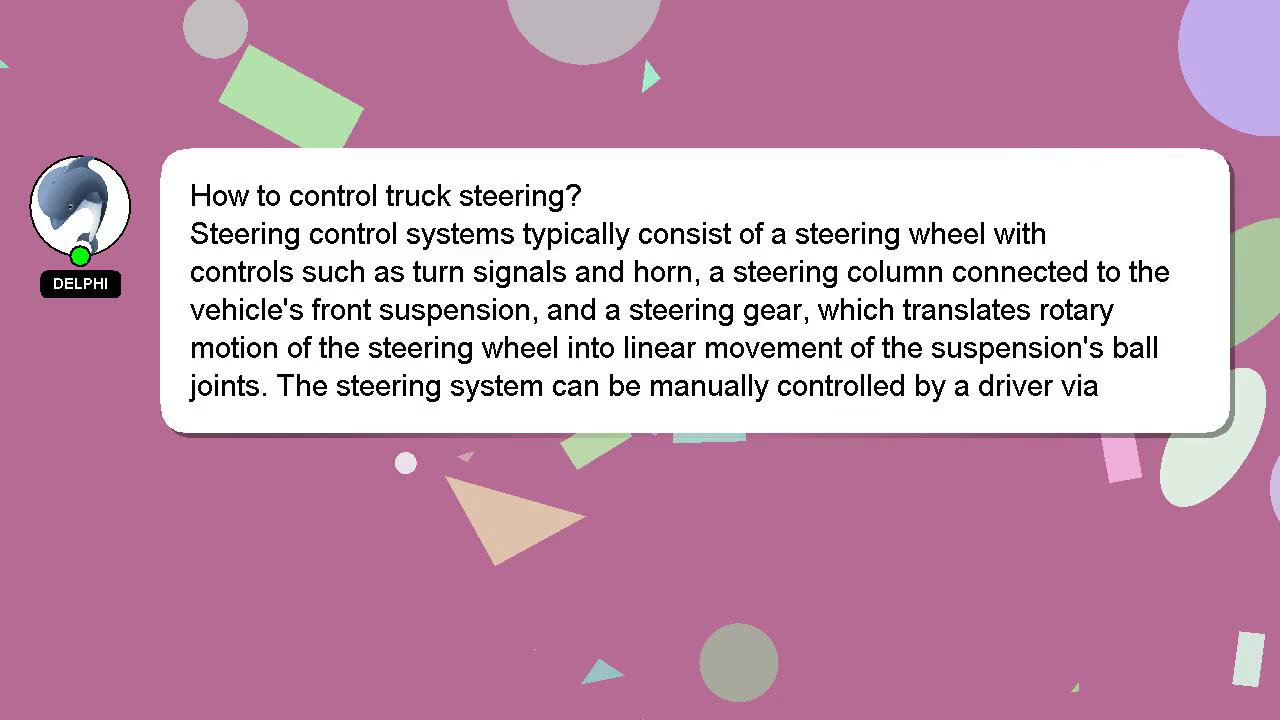 How to control truck steering?
Steering control systems typically consist of a steering wheel with
controls such as turn signals and horn, a steering column connected to the
vehicle's front suspension, and a steering gear, which translates rotary
motion of the steering wheel into linear movement of the suspension's ball
joints. The steering system can be manually controlled by a driver via
DELPHI